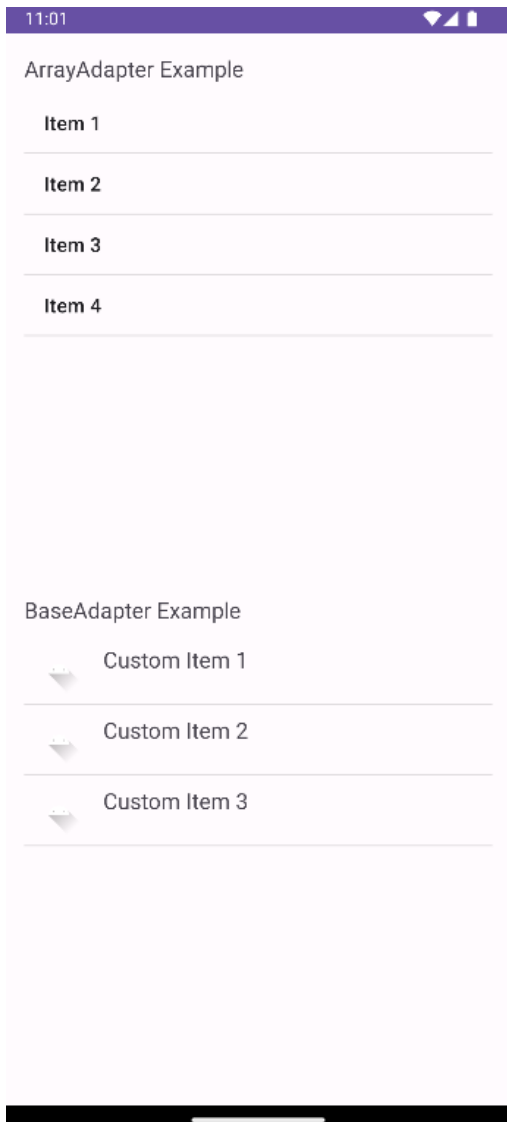 11:01
ArrayAdapter Example
Item 1
Item 2
Item 3
Item 4
BaseAdapter Example
Custom Item 1
Custom Item 2
Custom Item 3